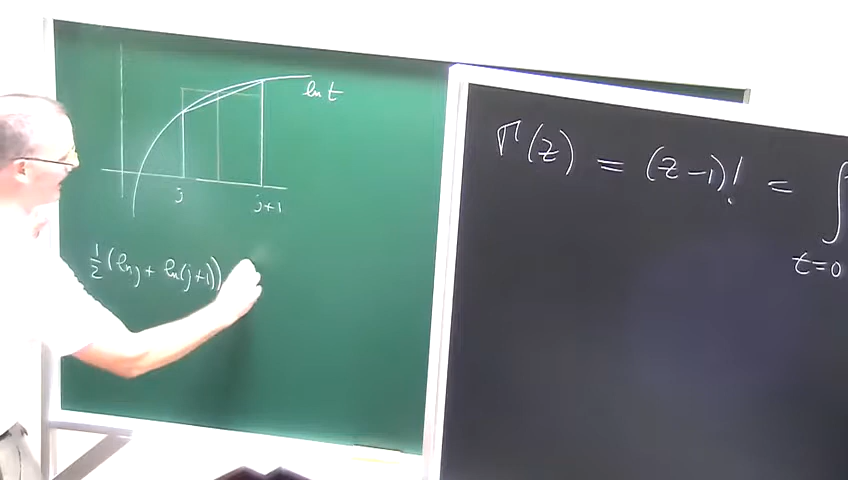 ln t
j
j+1
1/2 (ln j + ln(j+1))
Γ(z) = (z-1)! = ∫
t=0